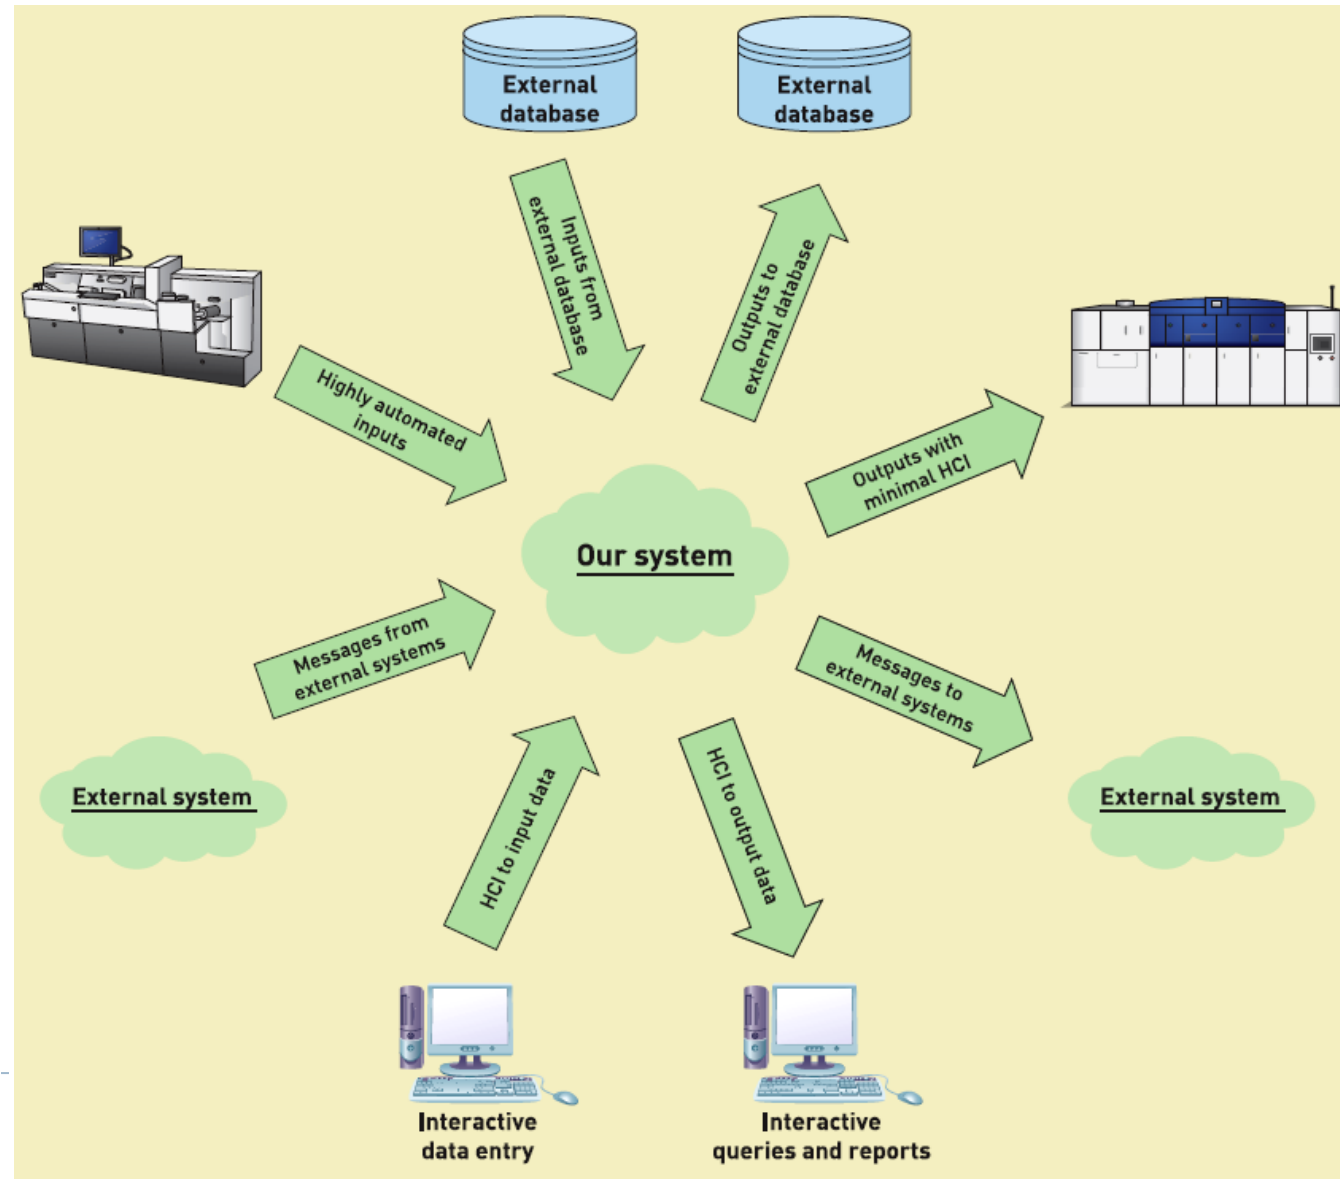 External
database
External
database
Inputs from
external database
Outputs to
external database
Highly automated
inputs
Outputs with
minimal HCI
Our system
Messages from
external systems
Messages to
external systems
External system
External system
HCI to input data
HCI to output data
Interactive
data entry
Interactive
queries and reports